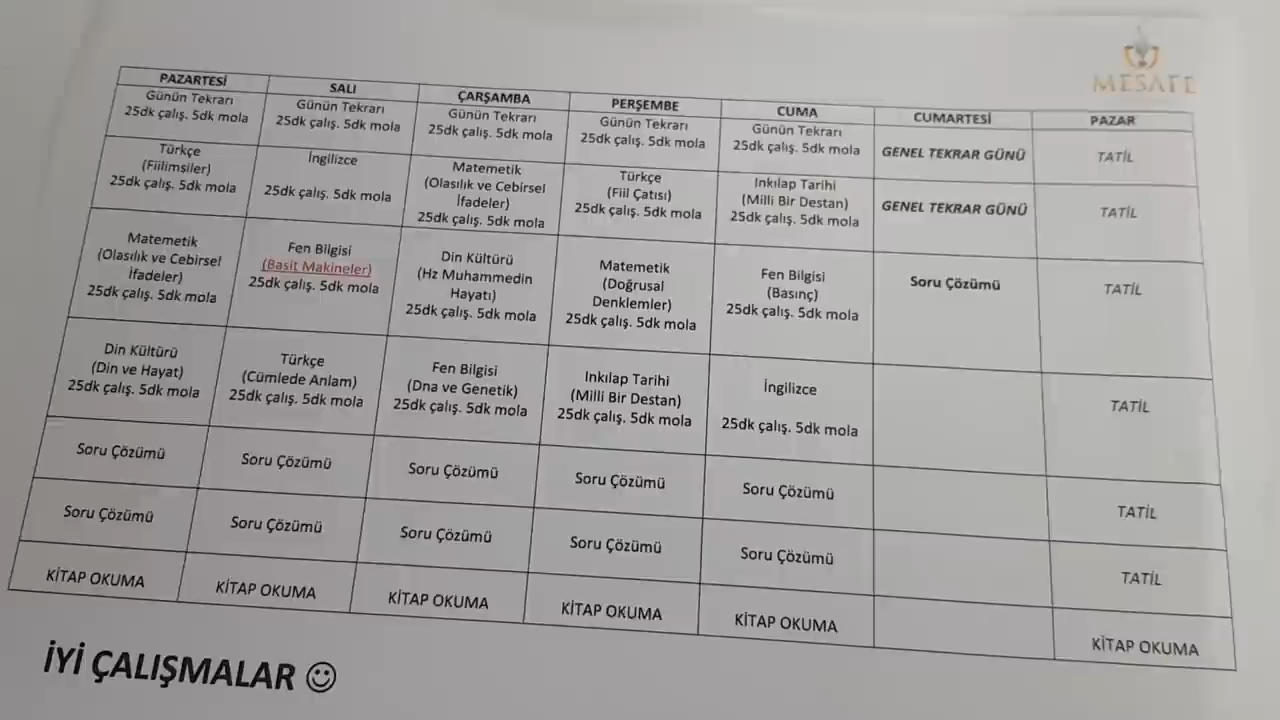 MESAFE
PAZARTESİ
SALI
ÇARŞAMBA
PERŞEMBE
CUMA
CUMARTESİ
PAZAR
Günün Tekrarı
25dk çalış. 5dk mola
Günün Tekrarı
25dk çalış. 5dk mola
Günün Tekrarı
25dk çalış. 5dk mola
Günün Tekrarı
25dk çalış. 5dk mola
Günün Tekrarı
25dk çalış. 5dk mola
GENEL TEKRAR GÜNÜ
TATİL
Türkçe
(Fiilimsiler)
25dk çalış. 5dk mola
İngilizce
25dk çalış. 5dk mola
Matemetik
(Olasılık ve Cebirsel
İfadeler)
25dk çalış. 5dk mola
Türkçe
(Fiil Çatısı)
25dk çalış. 5dk mola
Inkılap Tarihi
(Milli Bir Destan)
25dk çalış. 5dk mola
GENEL TEKRAR GÜNÜ
TATİL
Matemetik
(Olasılık ve Cebirsel
İfadeler)
25dk çalış. 5dk mola
Fen Bilgisi
(Basit Makineler)
25dk çalış. 5dk mola
Din Kültürü
(Hz Muhammedin
Hayatı)
25dk çalış. 5dk mola
Matemetik
(Doğrusal
Denklemler)
25dk çalış. 5dk mola
Fen Bilgisi
(Basınç)
25dk çalış. 5dk mola
Soru Çözümü
TATİL
Din Kültürü
(Din ve Hayat)
25dk çalış. 5dk mola
Türkçe
(Cümlede Anlam)
25dk çalış. 5dk mola
Fen Bilgisi
(Dna ve Genetik)
25dk çalış. 5dk mola
Inkılap Tarihi
(Milli Bir Destan)
25dk çalış. 5dk mola
İngilizce
25dk çalış. 5dk mola
TATİL
Soru Çözümü
Soru Çözümü
Soru Çözümü
Soru Çözümü
Soru Çözümü
TATİL
Soru Çözümü
Soru Çözümü
Soru Çözümü
Soru Çözümü
Soru Çözümü
TATİL
KİTAP OKUMA
KİTAP OKUMA
KİTAP OKUMA
KİTAP OKUMA
KİTAP OKUMA
KİTAP OKUMA
İYİ ÇALIŞMALAR ☺